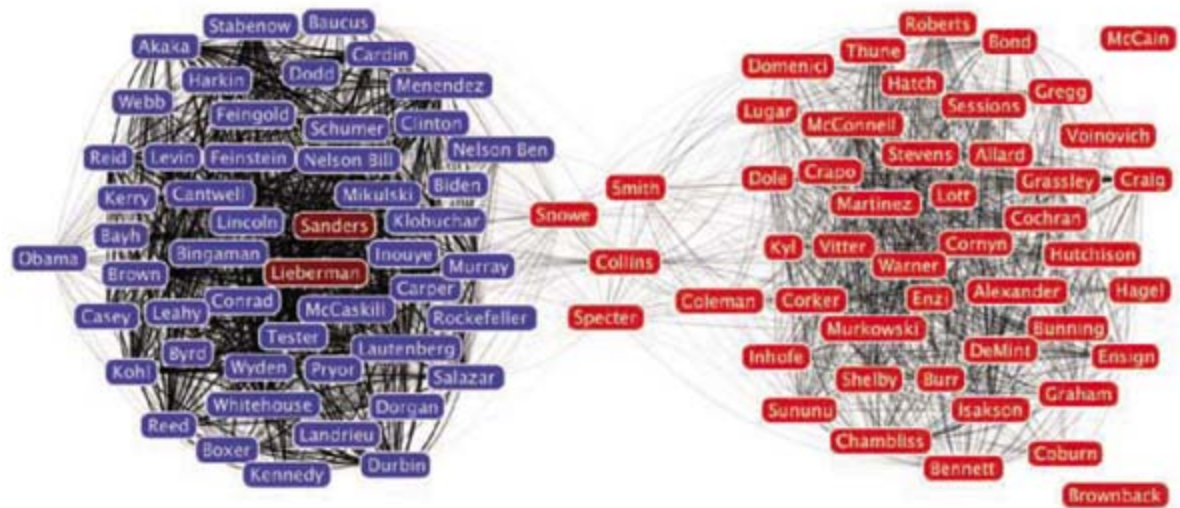 Stabenow
Baucus
Akaka
Cardin
Harkin
Dodd
Menendez
Webb
Feingold
Schumer
Clinton
Reid
Levin
Feinstein
Nelson Bill
Nelson Ben
Kerry
Cantwell
Mikulski
Biden
Lincoln
Sanders
Klobuchar
Bayh
Obama
Bingaman
Inouye
Brown
Lieberman
Murray
Carper
Casey
Leahy
Conrad
McCaskill
Rockefeller
Tester
Byrd
Lautenberg
Kohl
Wyden
Pryor
Salazar
Whitehouse
Dorgan
Reed
Landrieu
Boxer
Kennedy
Durbin
Smith
Snowe
Collins
Specter
Coleman
Roberts
Bond
McCain
Thune
Domenici
Hatch
Gregg
Lugar
Sessions
McConnell
Voinovich
Stevens
Allard
Dole
Crapo
Grassley
Craig
Martinez
Lott
Cochran
Kyl
Vitter
Cornyn
Hutchison
Warner
Corker
Enzi
Alexander
Hagel
Murkowski
Bunning
Inhofe
DeMint
Ensign
Shelby
Burr
Graham
Sununu
Isakson
Chambliss
Coburn
Bennett
Brownback